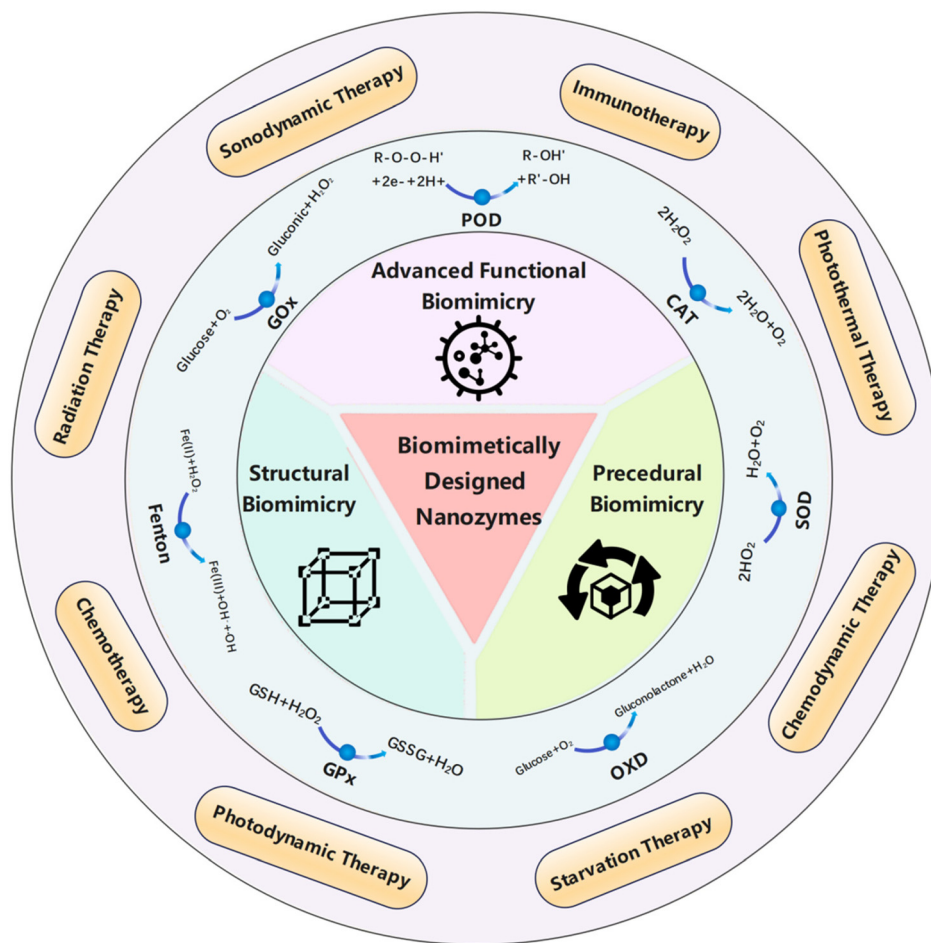 Sonodynamic Therapy
Immunotherapy
Photothermal Therapy
Chemodynamic Therapy
Starvation Therapy
Photodynamic Therapy
Chemotherapy
Radiation Therapy
R-O-O-H'
+2e-+2H+
R-OH'
+R'-OH
POD
2H₂O₂
2H₂O+O₂
CAT
2HO₂
H₂O+O₂
SOD
Glucose+O₂
Gluconolactone+H₂O
OXD
GSH+H₂O₂
GSSG+H₂O
GPx
Fe(II)+H₂O₂
Fe(III)+OH·+OH
Fenton
Glucose+O₂
Gluconic+H₂O₂
GOx
Advanced Functional
Biomimicry
Structural
Biomimicry
Precedural
Biomimicry
Biomimetically
Designed
Nanozymes